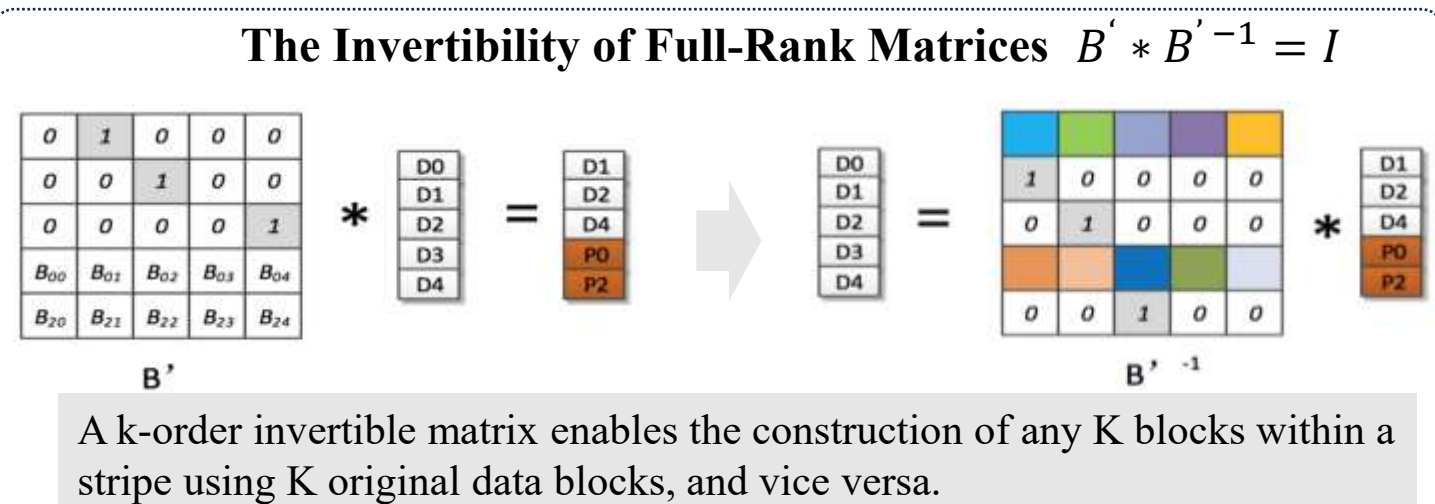 The Invertibility of Full-Rank Matrices B‘ * B’ −1 = I
0 1 0 0 0
0 0 1 0 0
0 0 0 0 1
B00 B01 B02 B03 B04
B20 B21 B22 B23 B24
B’
*
D0
D1
D2
D3
D4
=
D1
D2
D4
P0
P2
D0
D1
D2
D3
D4
=
1 0 0 0 0
0 1 0 0 0
0 0 1 0 0
B’ -1
*
D1
D2
D4
P0
P2
A k-order invertible matrix enables the construction of any K blocks within a
stripe using K original data blocks, and vice versa.